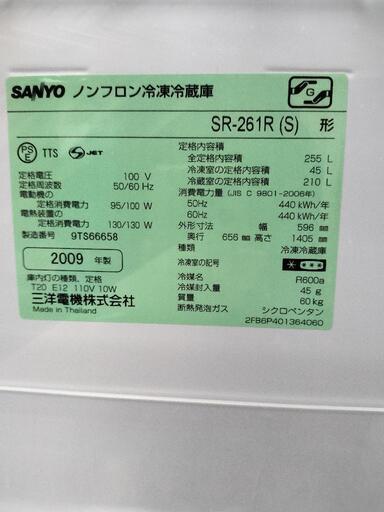 SANYO ノンフロン冷凍冷蔵庫
G
SR-261R (S) 形
PS E TTS S JET
定格電圧 100 V
定格周波数 50/60 Hz
電動機の
定格消費電力 95/100 W
電熱装置の
定格消費電力 130/130 W
製造番号 9TS66658
2009 年製
庫内灯の種類、定格
T20 E12 110V 10W
三洋電機株式会社
Made in Thailand
定格内容積
全定格内容積 255 L
冷凍室の定格内容積 45 L
冷蔵室の定格内容積 210 L
消費電力量 (JIS C 9801-2006年)
50Hz 440 kWh/年
60Hz 440 kWh/年
外形寸法 幅 596 mm
奥行 656 mm 高さ 1405 mm
種類 冷凍冷蔵庫
冷凍室の記号
冷媒 R600a
冷媒封入量 45 g
質量 60 kg
断熱発泡ガス シクロペンタン
2FB6P401364060